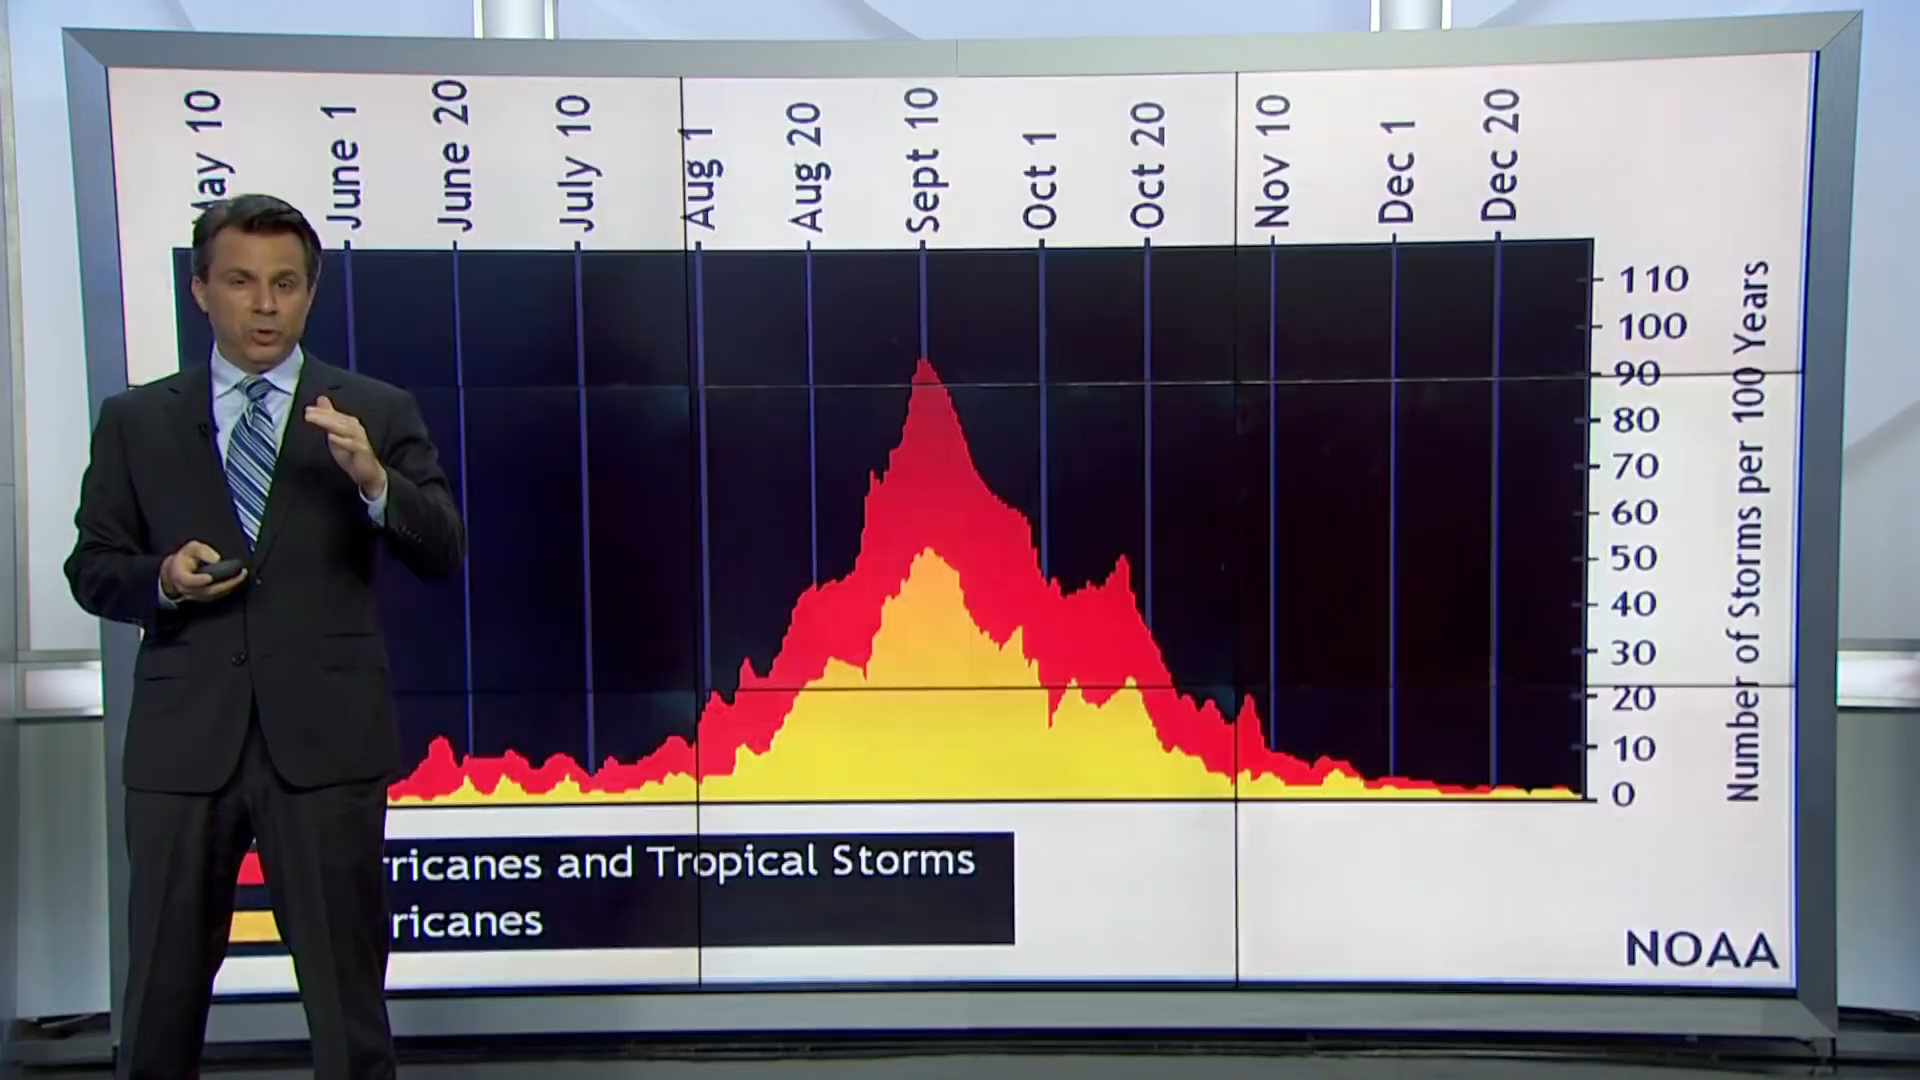 May 10
June 1
June 20
July 10
Aug 1
Aug 20
Sept 10
Oct 1
Oct 20
Nov 10
Dec 1
Dec 20
110
100
90
80
70
60
50
40
30
20
10
0
Number of Storms per 100 Years
rricanes and Tropical Storms
ricanes
NOAA